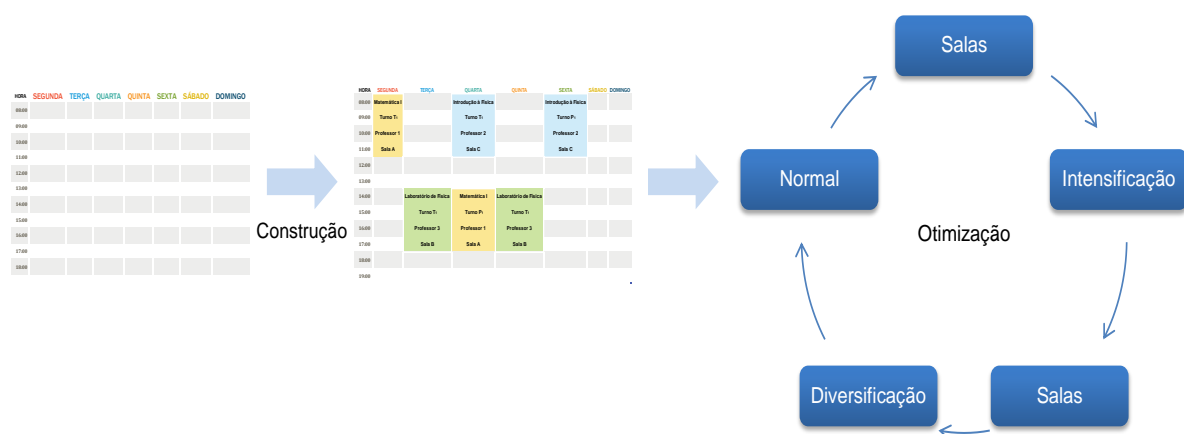 HORA SEGUNDA TERÇA QUARTA QUINTA SEXTA SÁBADO DOMINGO
08:00
09:00
10:00
11:00
12:00
13:00
14:00
15:00
16:00
17:00
18:00
Construção
HORA SEGUNDA TERÇA QUARTA QUINTA SEXTA SÁBADO DOMINGO
08:00 Matemática I Introdução à Física Introdução à Física
09:00 Turno T1 Turno T1 Turno P1
10:00 Professor 1 Professor 2 Professor 2
11:00 Sala A Sala C Sala C
12:00
13:00
14:00 Laboratório de Física Matemática I Laboratório de Física
15:00 Turno T1 Turno P1 Turno T1
16:00 Professor 3 Professor 1 Professor 3
17:00 Sala B Sala A Sala B
18:00
19:00
Salas
Normal
Intensificação
Otimização
Diversificação
Salas